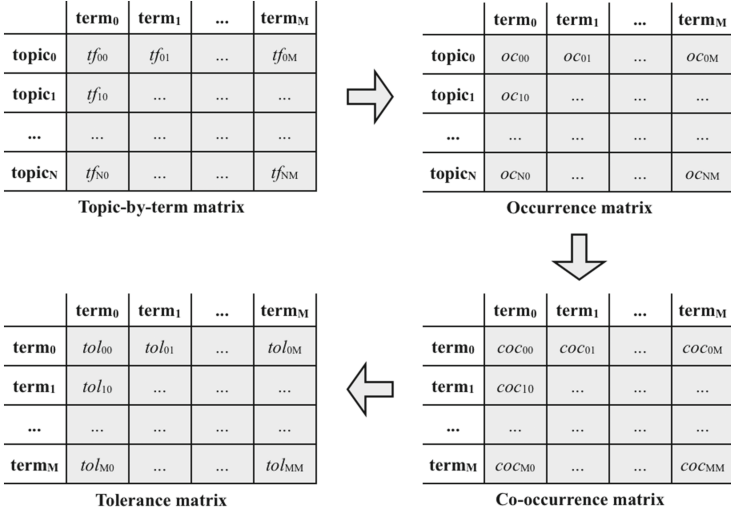 term0 term1 ... termM
topic0 tf00 tf01 ... tf0M
topic1 tf10 ... ... ...
... ... ... ... ...
topicN tfN0 ... ... tfNM
Topic-by-term matrix
term0 term1 ... termM
topic0 oc00 oc01 ... oc0M
topic1 oc10 ... ... ...
... ... ... ... ...
topicN ocN0 ... ... ocNM
Occurrence matrix
term0 term1 ... termM
term0 tol00 tol01 ... tol0M
term1 tol10 ... ... ...
... ... ... ... ...
termM tolM0 ... ... tolMM
Tolerance matrix
term0 term1 ... termM
term0 coc00 coc01 ... coc0M
term1 coc10 ... ... ...
... ... ... ... ...
termM cocM0 ... ... cocMM
Co-occurrence matrix